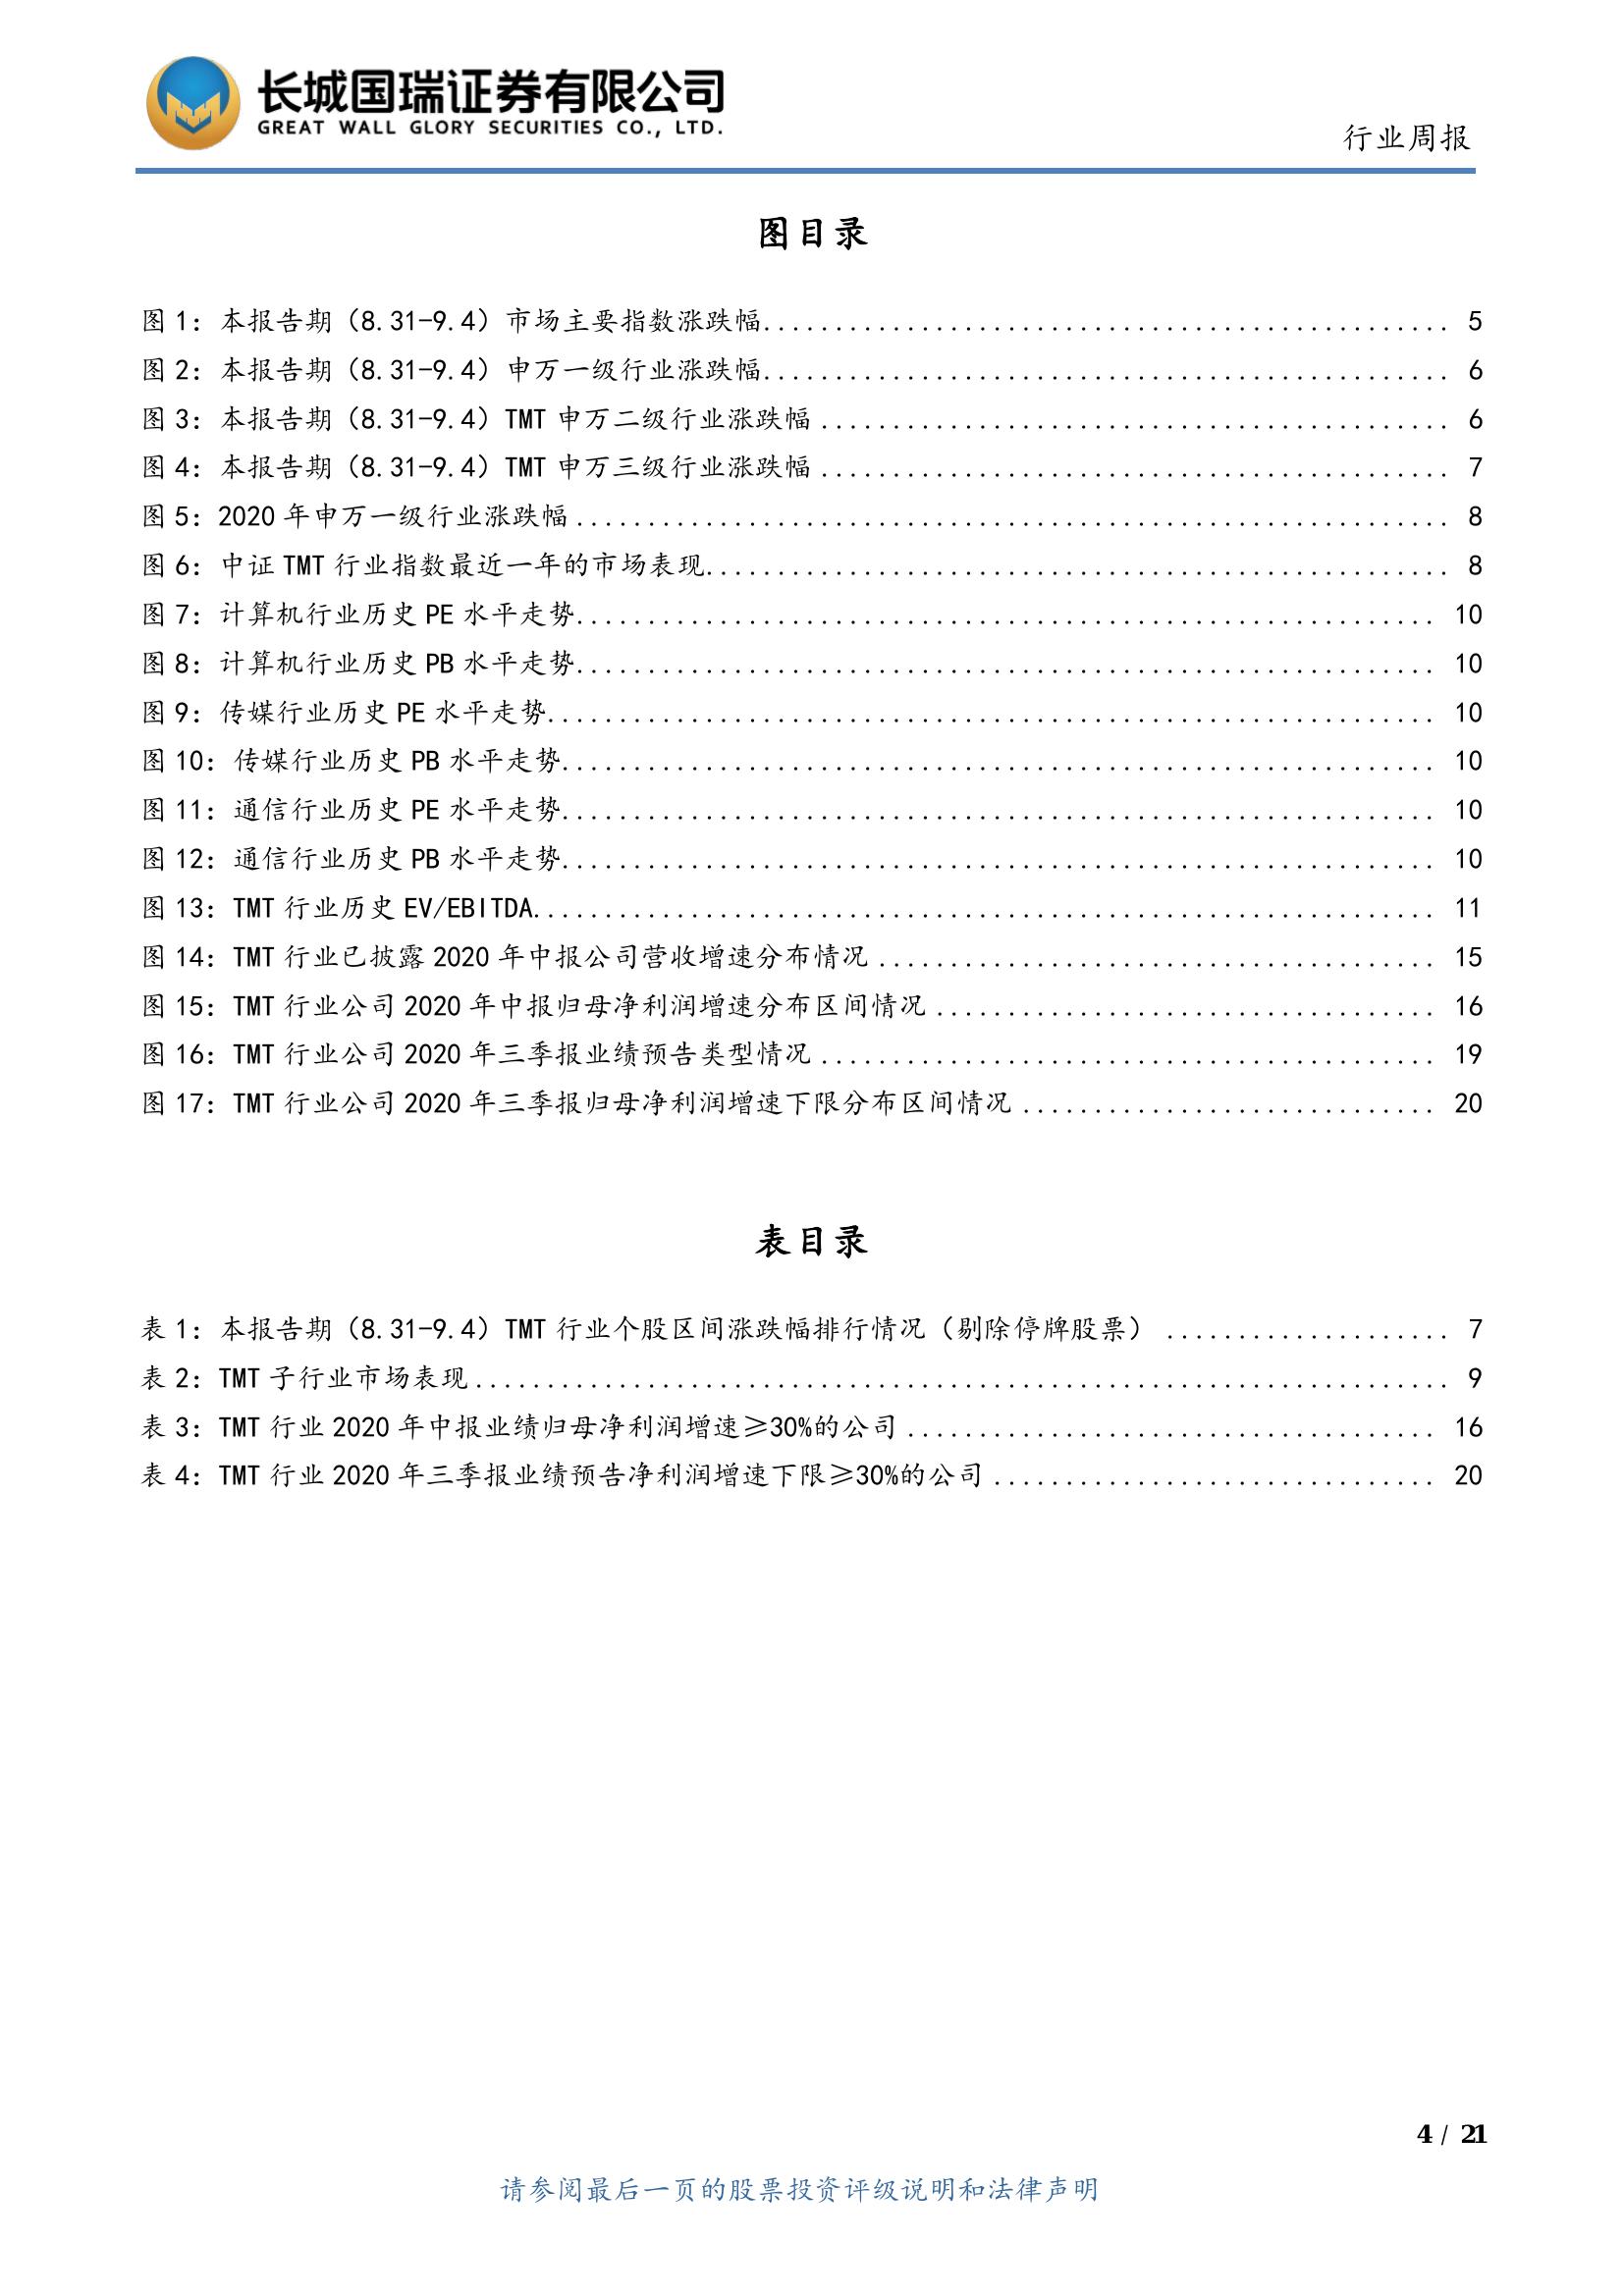 长城国瑞证券有限公司
GREAT WALL GLORY SECURITIES CO., LTD.
行业周报
图目录
图 1：本报告期（8.31-9.4）市场主要指数涨跌幅................................................ 5
图 2：本报告期（8.31-9.4）申万一级行业涨跌幅................................................ 6
图 3：本报告期（8.31-9.4）TMT 申万二级行业涨跌幅............................................ 6
图 4：本报告期（8.31-9.4）TMT 申万三级行业涨跌幅............................................ 7
图 5：2020 年申万一级行业涨跌幅............................................................. 8
图 6：中证 TMT 行业指数最近一年的市场表现.................................................... 8
图 7：计算机行业历史 PE 水平走势............................................................ 10
图 8：计算机行业历史 PB 水平走势............................................................ 10
图 9：传媒行业历史 PE 水平走势.............................................................. 10
图 10：传媒行业历史 PB 水平走势............................................................. 10
图 11：通信行业历史 PE 水平走势............................................................. 10
图 12：通信行业历史 PB 水平走势............................................................. 10
图 13：TMT 行业历史 EV/EBITDA............................................................... 11
图 14：TMT 行业已披露 2020 年中报公司营收增速分布情况....................................... 15
图 15：TMT 行业公司 2020 年中报归母净利润增速分布区间情况................................... 16
图 16：TMT 行业公司 2020 年三季报业绩预告类型情况........................................... 19
图 17：TMT 行业公司 2020 年三季报归母净利润增速下限分布区间情况............................. 20
表目录
表 1：本报告期（8.31-9.4）TMT 行业个股区间涨跌幅排行情况（剔除停牌股票）.................... 7
表 2：TMT 子行业市场表现.................................................................... 9
表 3：TMT 行业 2020 年中报业绩归母净利润增速≥30%的公司..................................... 16
表 4：TMT 行业 2020 年三季报业绩预告净利润增速下限≥30%的公司............................... 20
4 / 21
请参阅最后一页的股票投资评级说明和法律声明